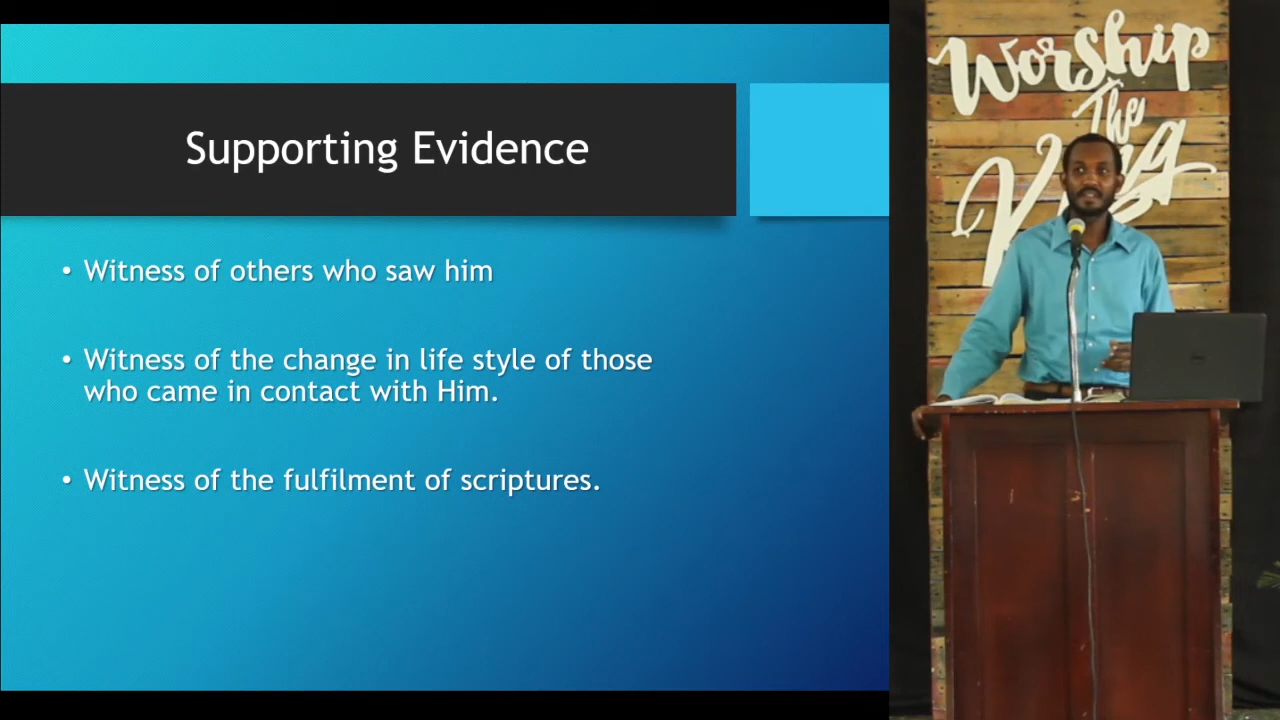 Supporting Evidence
• Witness of others who saw him
• Witness of the change in life style of those
who came in contact with Him.
• Witness of the fulfilment of scriptures.
Worship
The
King